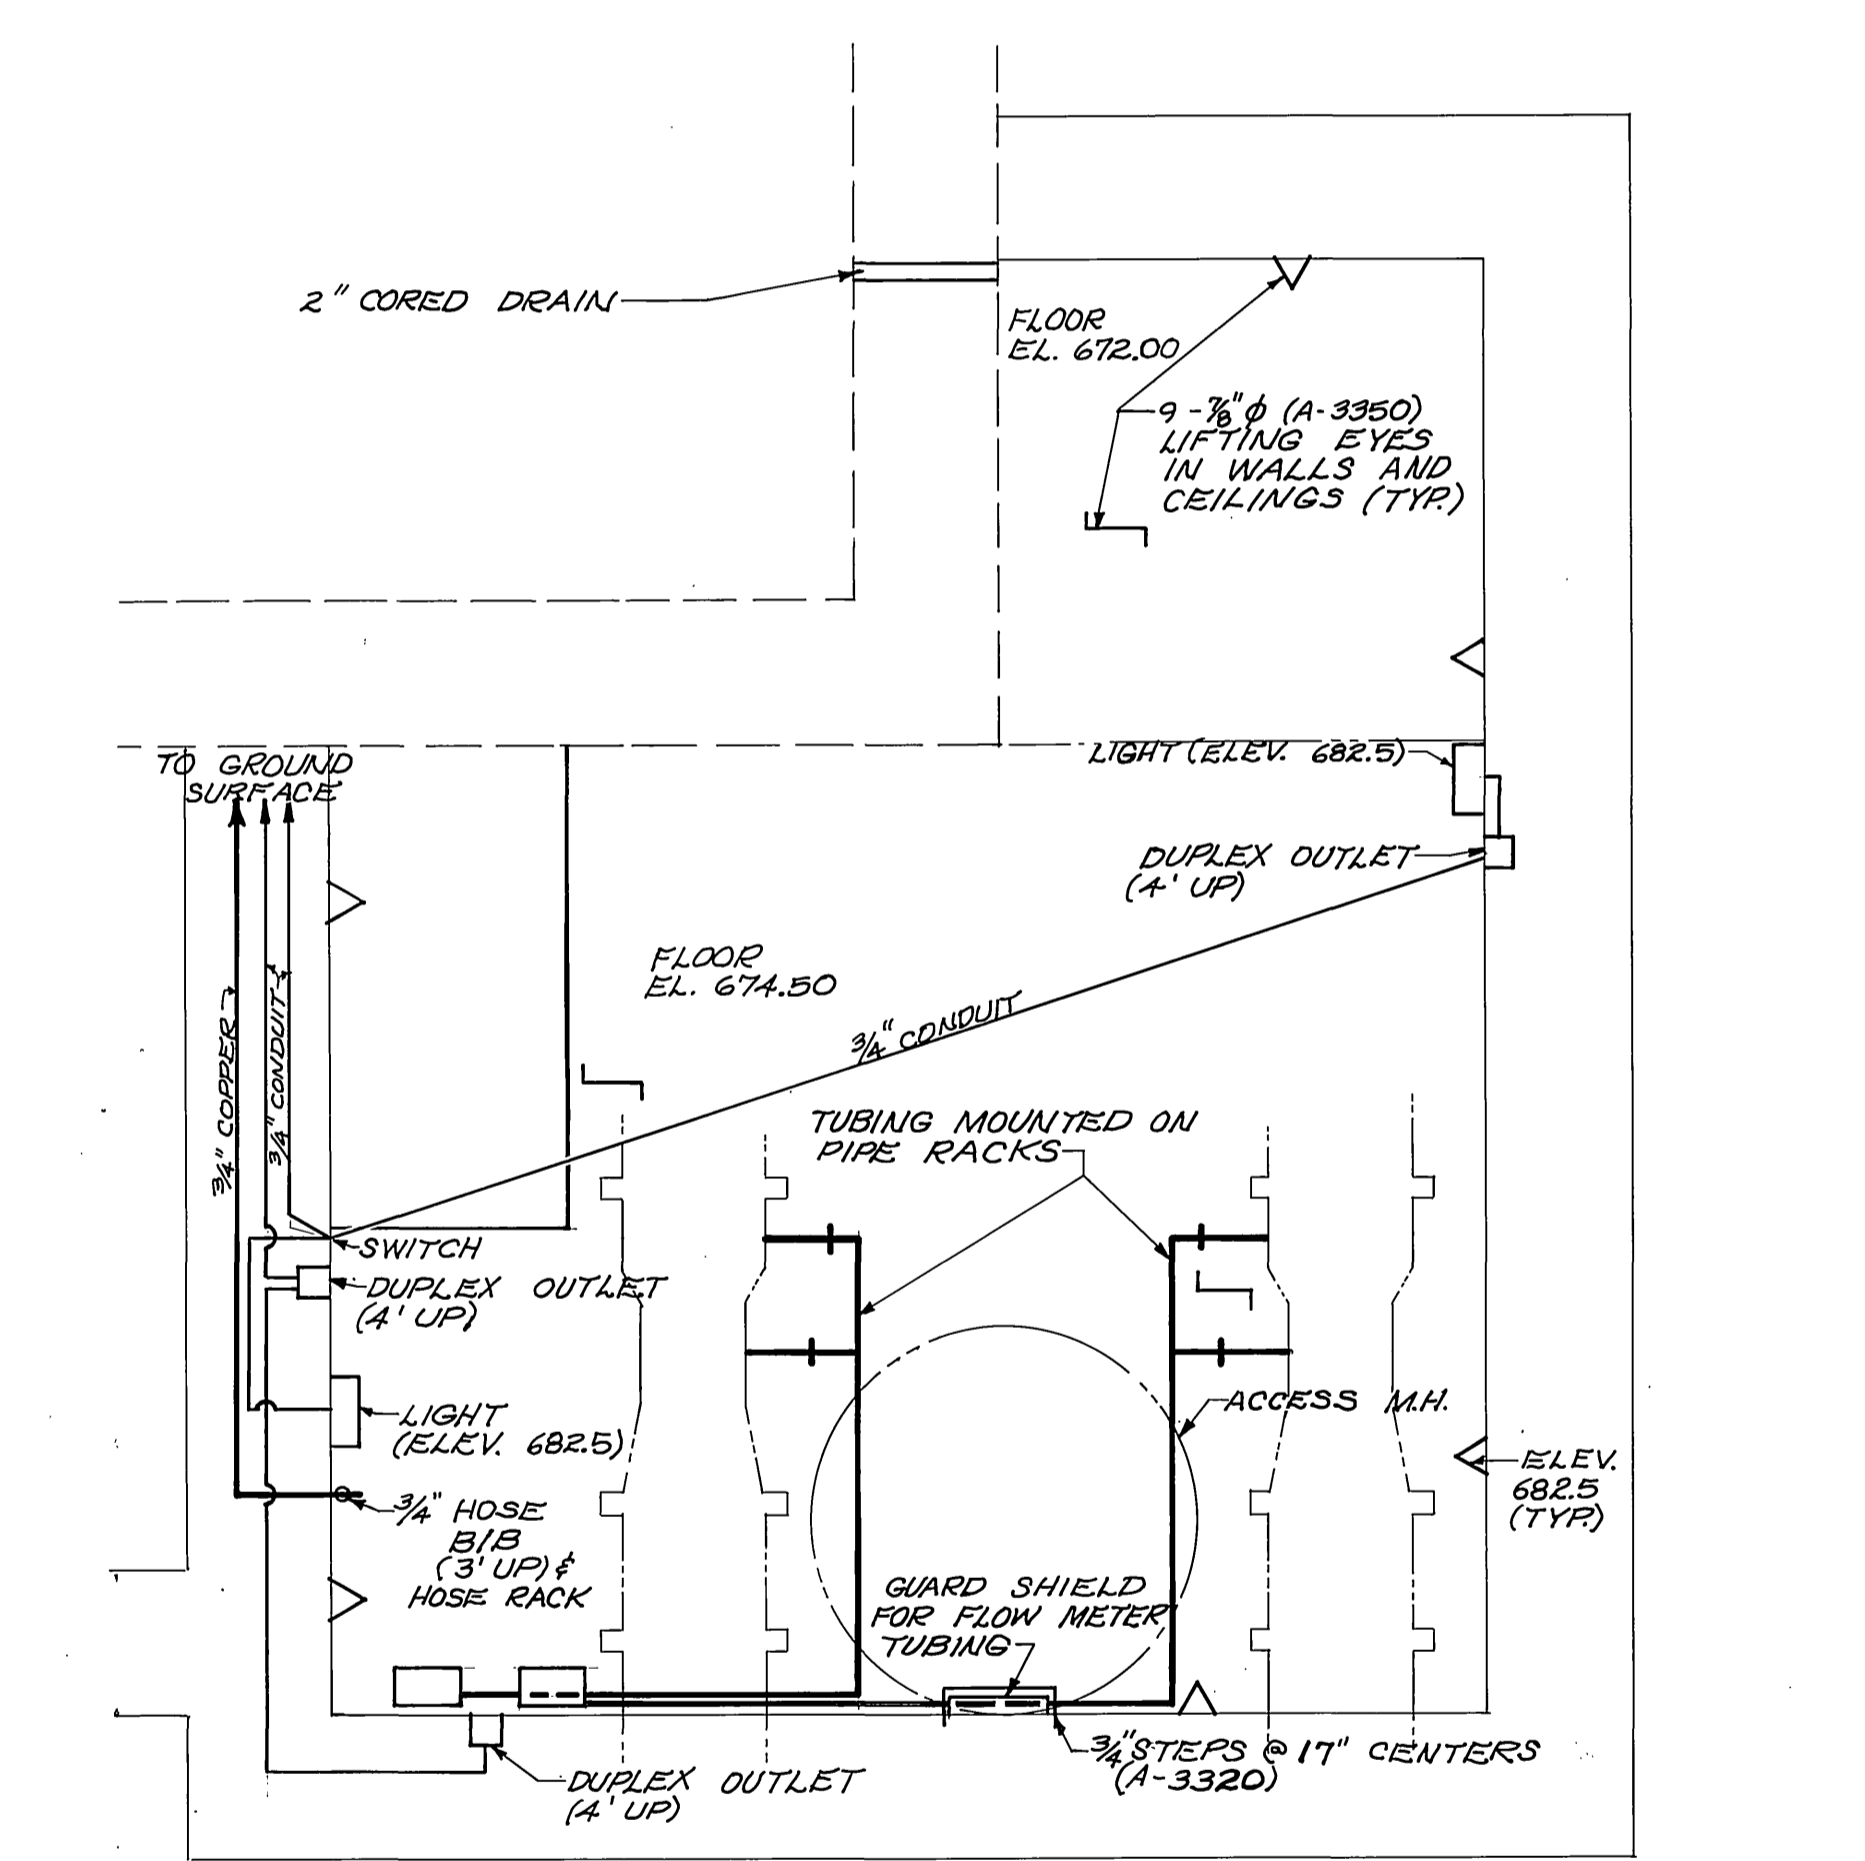 2" CORED DRAIN
FLOOR
EL. 672.00
9 - 7/8" ϕ (A-3350)
LIFTING EYES
IN WALLS AND
CEILINGS (TYP.)
TO GROUND
SURFACE
LIGHT (ELEV. 682.5)
DUPLEX OUTLET
(4' UP)
FLOOR
EL. 674.50
3/4" CONDUIT
3/4" COPPER
3/4" CONDUIT
TUBING MOUNTED ON
PIPE RACKS
SWITCH
DUPLEX OUTLET
(4' UP)
LIGHT
(ELEV. 682.5)
ACCESS M.H.
ELEV.
682.5
(TYP.)
3/4" HOSE
BIB
(3' UP) &
HOSE RACK
GUARD SHIELD
FOR FLOW METER
TUBING
3/4" STEPS @ 17" CENTERS
(A-3320)
DUPLEX OUTLET
(4' UP)